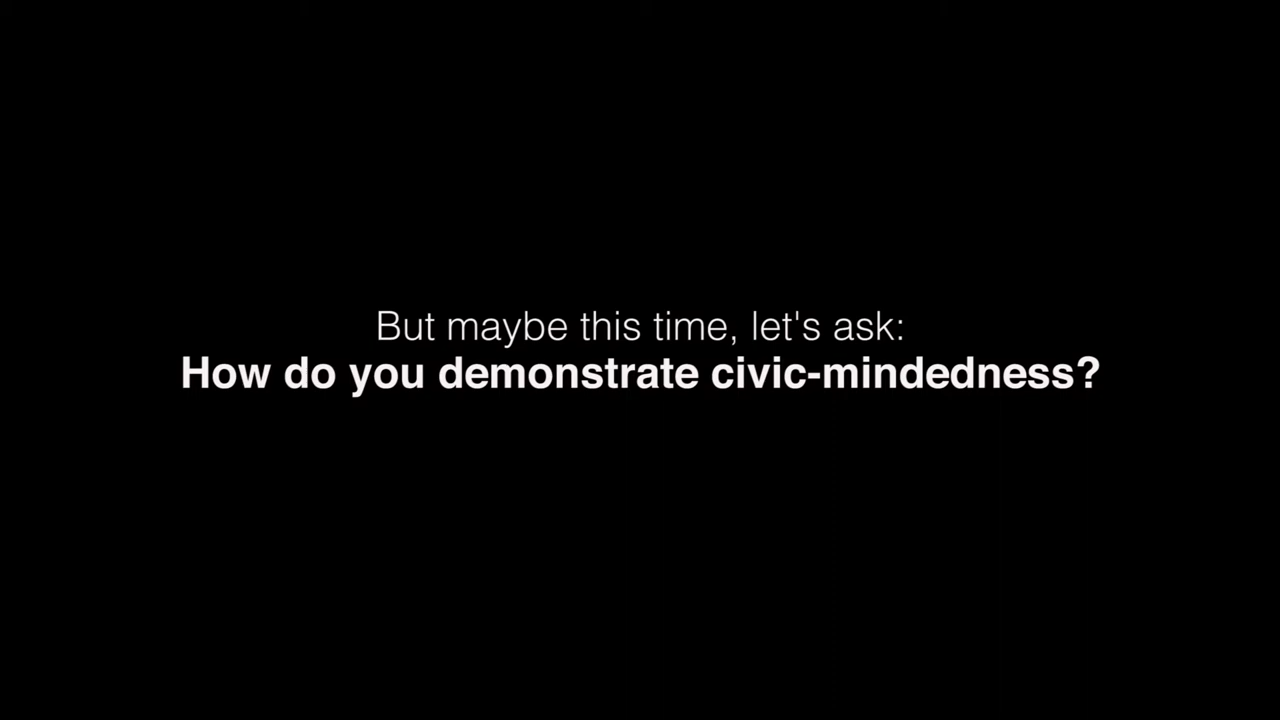 But maybe this time, let's ask:
How do you demonstrate civic-mindedness?